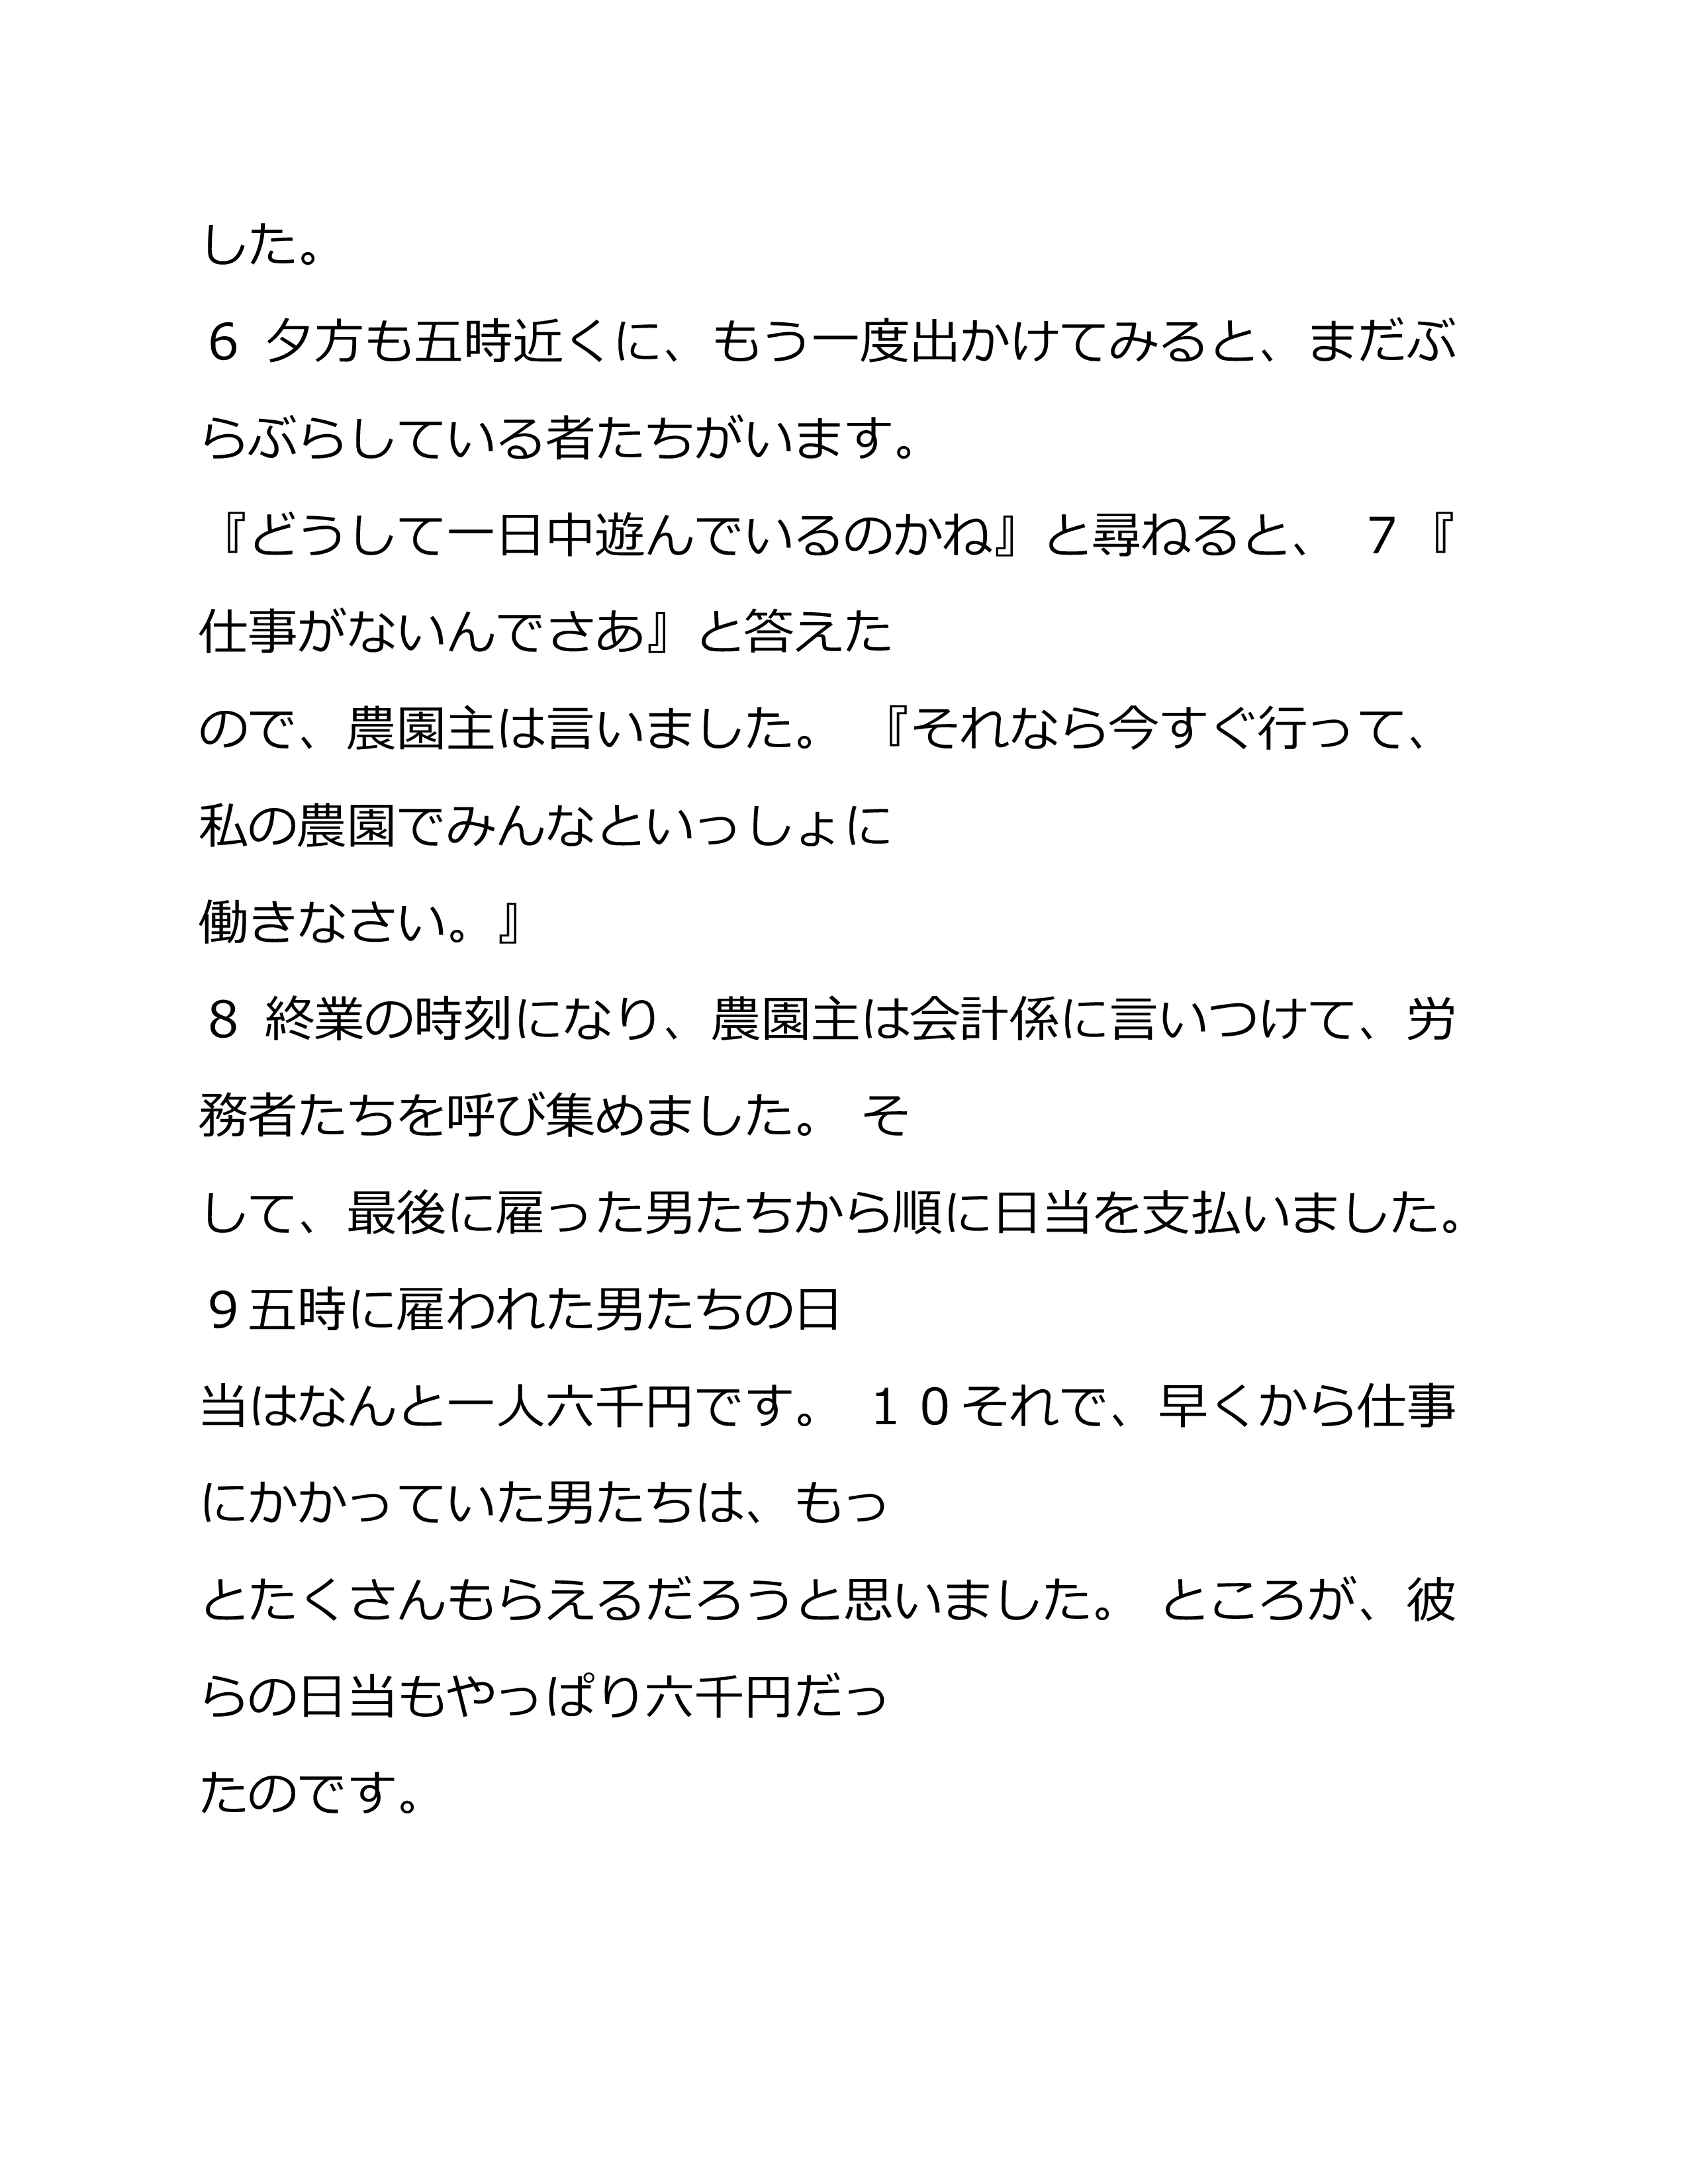 した。
６ 夕方も五時近くに、もう一度出かけてみると、まだぶ
らぶらしている者たちがいます。
『どうして一日中遊んでいるのかね』と尋ねると、 ７『
仕事がないんでさあ』と答えた
ので、農園主は言いました。 『それなら今すぐ行って、
私の農園でみんなといっしょに
働きなさい。』
８ 終業の時刻になり、農園主は会計係に言いつけて、労
務者たちを呼び集めました。 そ
して、最後に雇った男たちから順に日当を支払いました。
９五時に雇われた男たちの日
当はなんと一人六千円です。 １０それで、早くから仕事
にかかっていた男たちは、もっ
とたくさんもらえるだろうと思いました。 ところが、彼
らの日当もやっぱり六千円だっ
たのです。